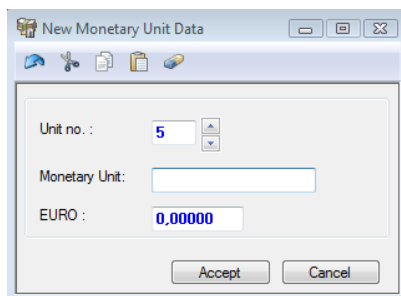 New Monetary Unit Data
Unit no. : 5
Monetary Unit:
EURO : 0,00000
Accept Cancel